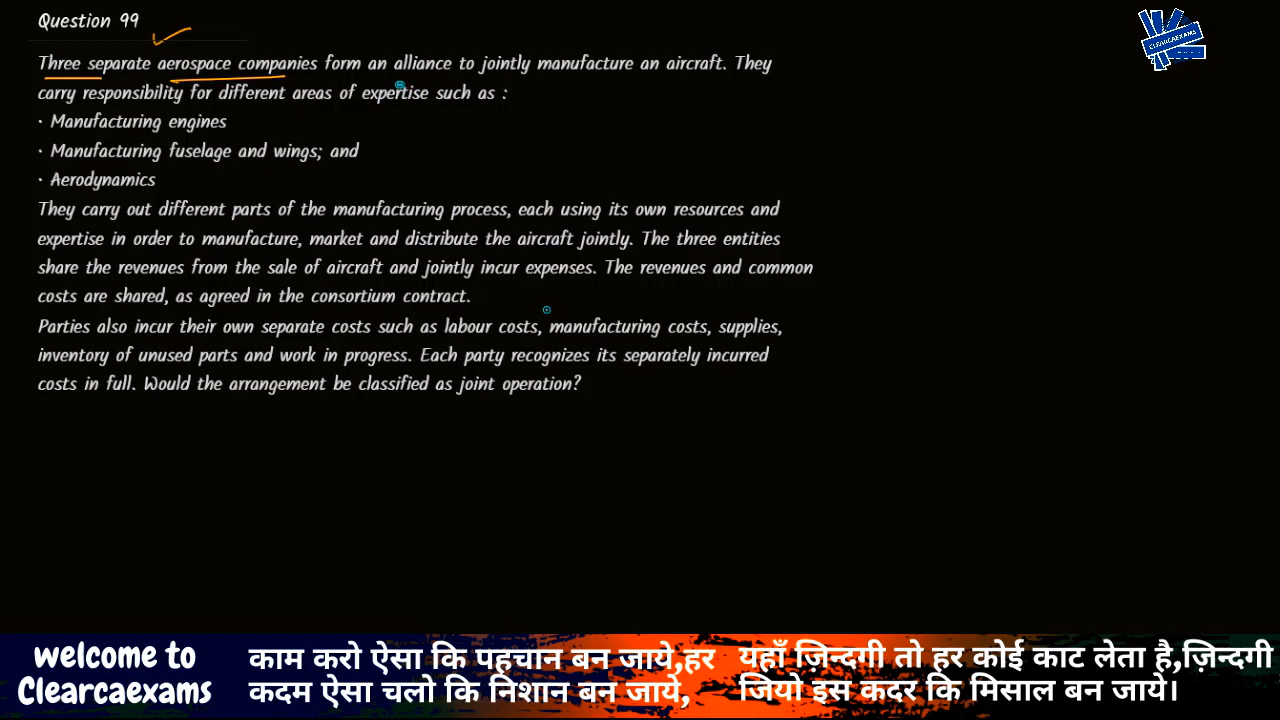 Question 99
Three separate aerospace companies form an alliance to jointly manufacture an aircraft. They
carry responsibility for different areas of expertise such as :
· Manufacturing engines
· Manufacturing fuselage and wings; and
· Aerodynamics
They carry out different parts of the manufacturing process, each using its own resources and
expertise in order to manufacture, market and distribute the aircraft jointly. The three entities
share the revenues from the sale of aircraft and jointly incur expenses. The revenues and common
costs are shared, as agreed in the consortium contract.
Parties also incur their own separate costs such as labour costs, manufacturing costs, supplies,
inventory of unused parts and work in progress. Each party recognizes its separately incurred
costs in full. Would the arrangement be classified as joint operation?
CLEARCAEXAMS
welcome to
Clearcaexams
काम करो ऐसा कि पहचान बन जाये,हर
कदम ऐसा चलो कि निशान बन जाये,
यहाँ ज़िन्दगी तो हर कोई काट लेता है,ज़िन्दगी
जियो इस कदर कि मिसाल बन जाये।